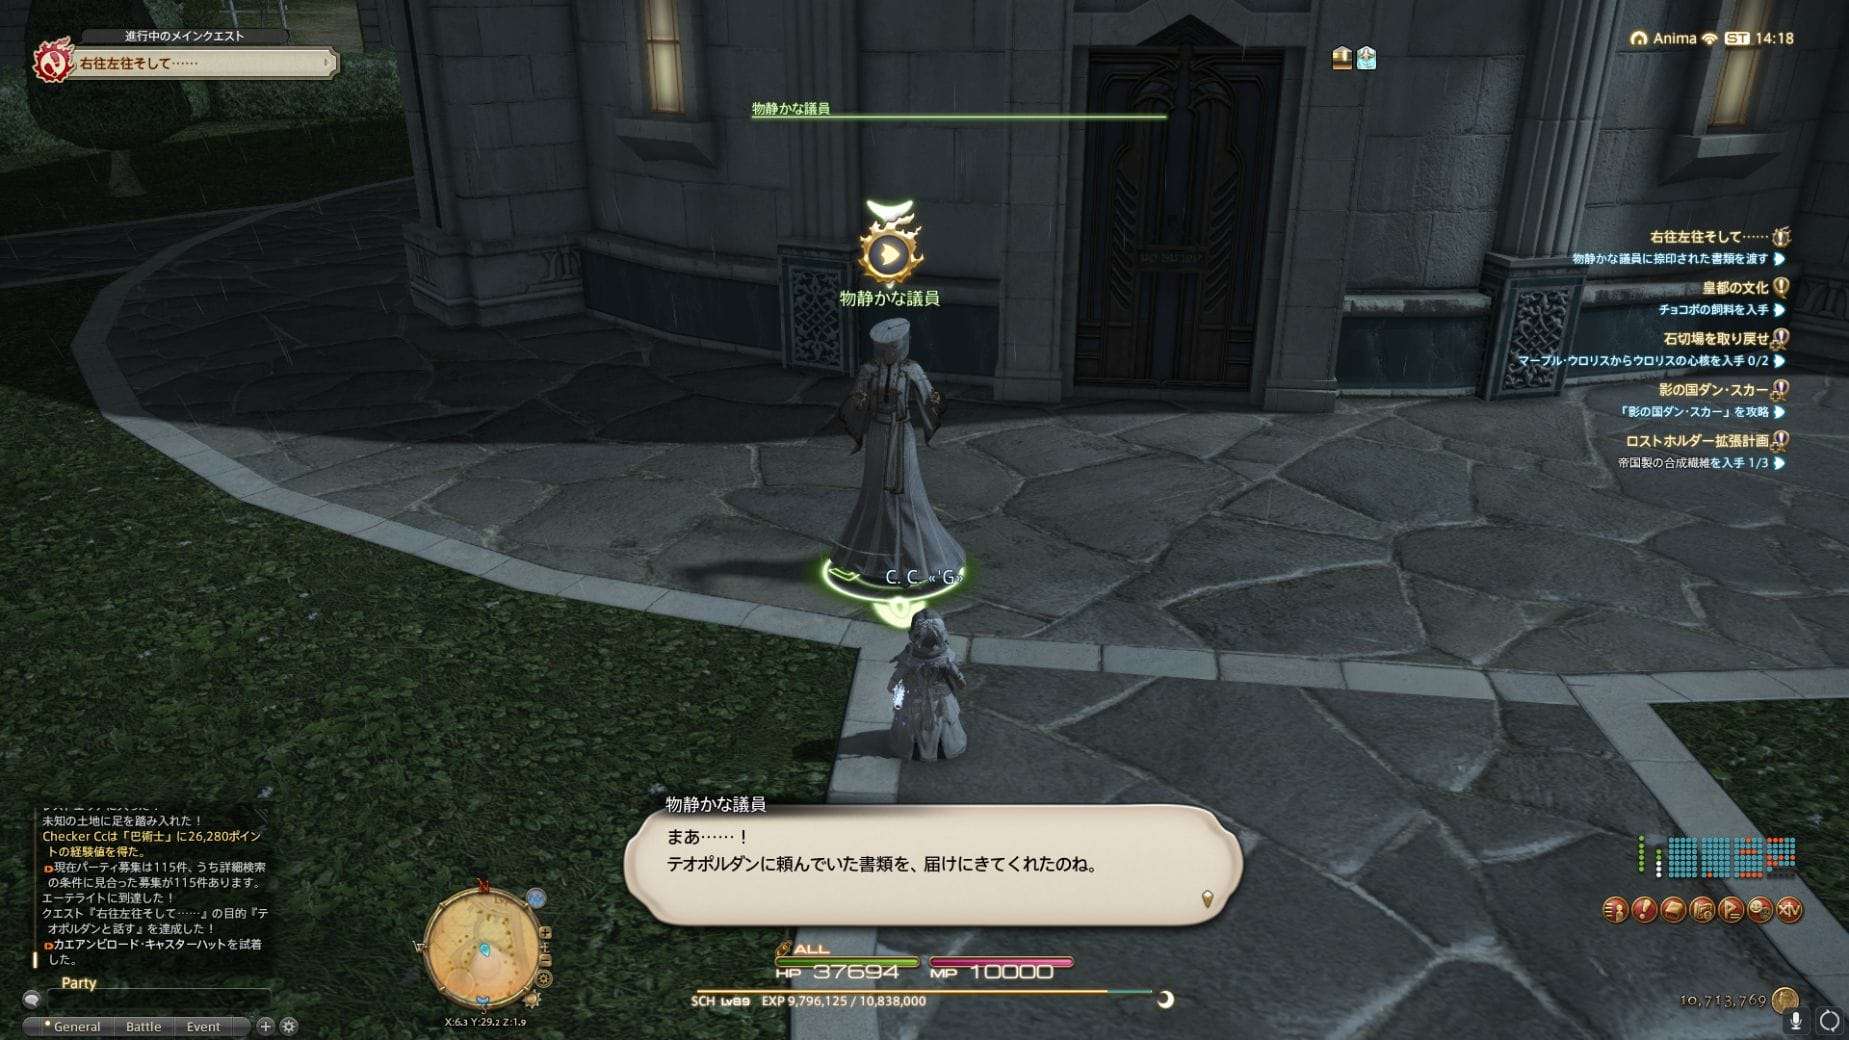 進行中のメインクエスト
右往左往そして……
Anima ST 14:18
物静かな議員
物静かな議員
右往左往そして……
物静かな議員に捺印された書類を渡す
皇都の文化
チョコボの飼料を入手
石切場を取り戻せ
マーブル・ウロリスからウロリスの心核を入手 0/2
影の国ダン・スカー
「影の国ダン・スカー」を攻略
ロストホルダー拡張計画
帝国製の合成繊維を入手 1/3
C. C. «'G»
物静かな議員
まあ……！
テオポルダンに頼んでいた書類を、届けにきてくれたのね。
未知の土地に足を踏み入れた！
Checker Ccは「巴術士」に26,280ポイン
トの経験値を得た。
現在パーティ募集は115件、うち詳細検索
の条件に見合った募集が115件あります。
エーテライトに到達した！
クエスト『右往左往そして……』の目的『テ
オポルダンと話す』を達成した！
カエアンビロード・キャスターハットを試着
した。
Party
General Battle Event
N
X:6.3 Y:29.2 Z:1.9
ALL
HP 37694 MP 10000
SCH Lv89 EXP 9,796,125 / 10,838,000
XIV
10,713,769